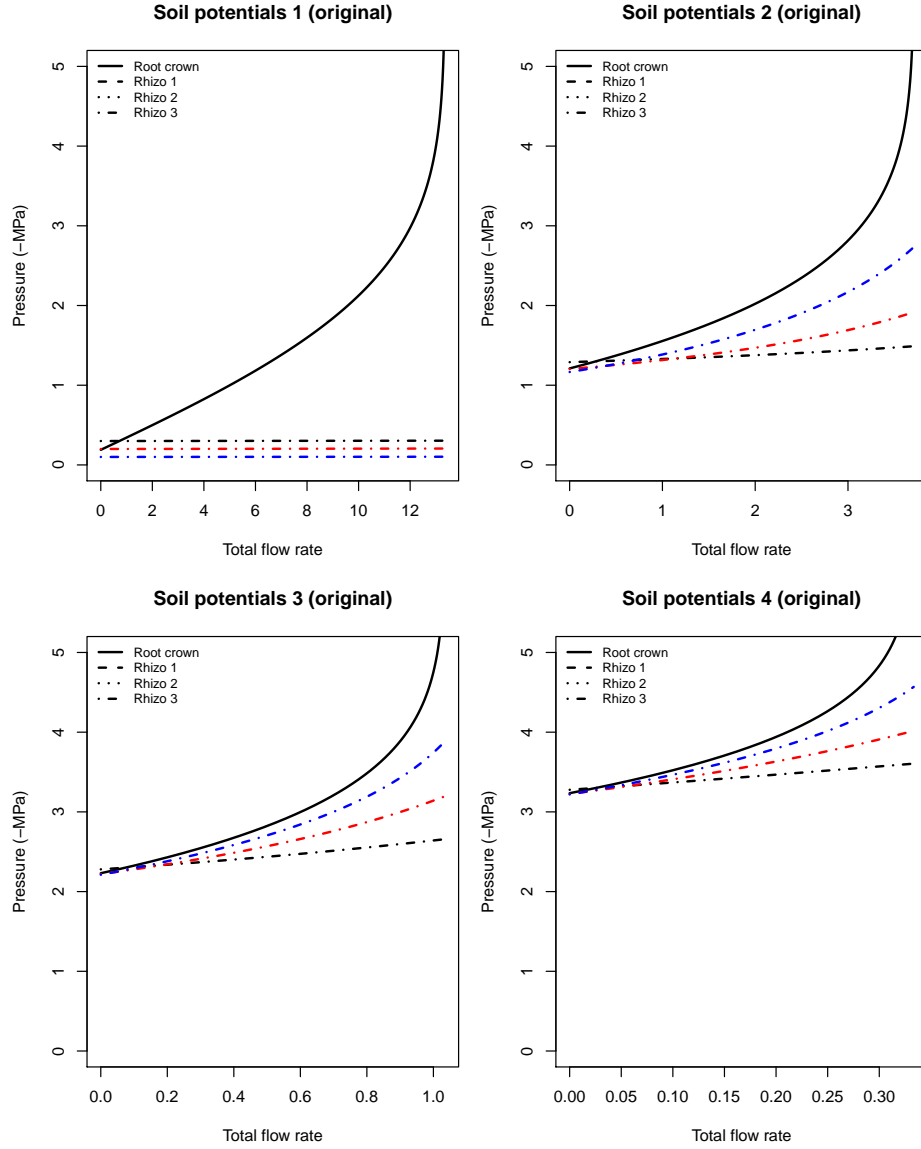 Soil potentials 1 (original)
Pressure (−MPa)
5
4
3
2
1
0
Root crown
Rhizo 1
Rhizo 2
Rhizo 3
0 2 4 6 8 10 12
Total flow rate
Soil potentials 2 (original)
Pressure (−MPa)
5
4
3
2
1
0
Root crown
Rhizo 1
Rhizo 2
Rhizo 3
0 1 2 3
Total flow rate
Soil potentials 3 (original)
Pressure (−MPa)
5
4
3
2
1
0
Root crown
Rhizo 1
Rhizo 2
Rhizo 3
0.0 0.2 0.4 0.6 0.8 1.0
Total flow rate
Soil potentials 4 (original)
Pressure (−MPa)
5
4
3
2
1
0
Root crown
Rhizo 1
Rhizo 2
Rhizo 3
0.00 0.05 0.10 0.15 0.20 0.25 0.30
Total flow rate